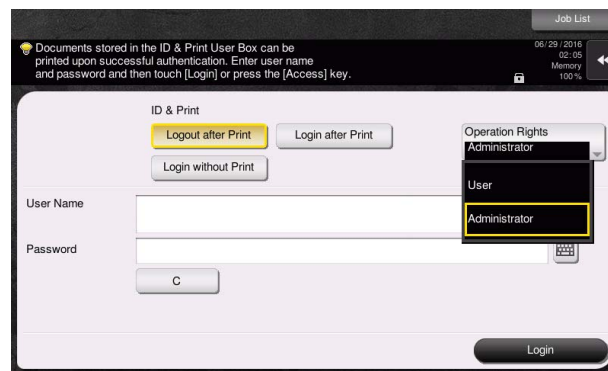 Job List
Documents stored in the ID & Print User Box can be
printed upon successful authentication. Enter user name
and password and then touch [Login] or press the [Access] key.
06/29/2016
02:05
Memory
100 %
ID & Print
Logout after Print
Login after Print
Operation Rights
Administrator
Login without Print
User
Administrator
User Name
Password
C
Login